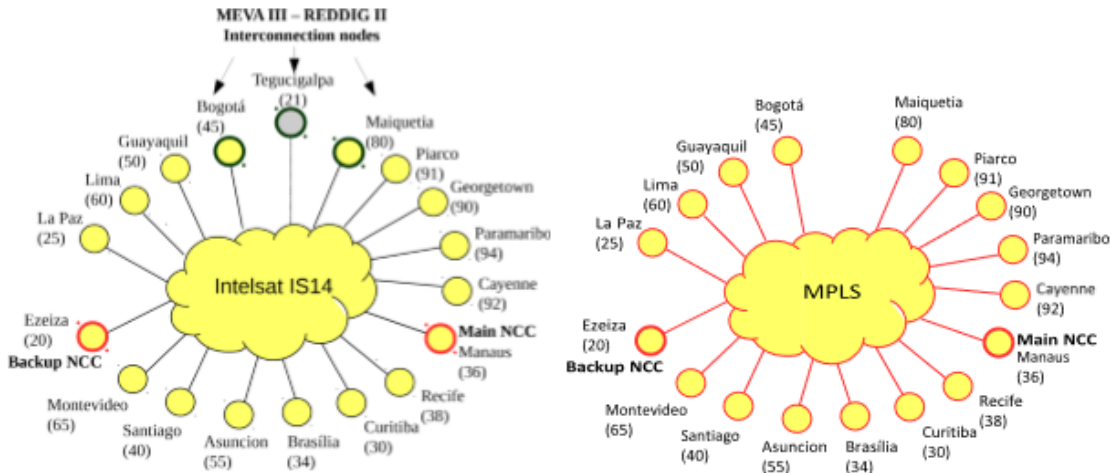 MEVA III – REDDIG II
Interconnection nodes
Tegucigalpa
(21)
Bogotá
(45)
Maiquetia
(80)
Guayaquil
(50)
Piarco
(91)
Lima
(60)
Georgetown
(90)
La Paz
(25)
Paramaribo
(94)
Intelsat IS14
Cayenne
(92)
Ezeiza
(20)
Backup NCC
Main NCC
Manaus
(36)
Montevideo
(65)
Recife
(38)
Santiago
(40)
Asuncion
(55)
Brasília
(34)
Curitiba
(30)
Bogotá
(45)
Maiquetia
(80)
Guayaquil
(50)
Piarco
(91)
Lima
(60)
Georgetown
(90)
La Paz
(25)
Paramaribo
(94)
MPLS
Cayenne
(92)
Ezeiza
(20)
Backup NCC
Main NCC
Manaus
(36)
Montevideo
(65)
Recife
(38)
Santiago
(40)
Asuncion
(55)
Brasília
(34)
Curitiba
(30)